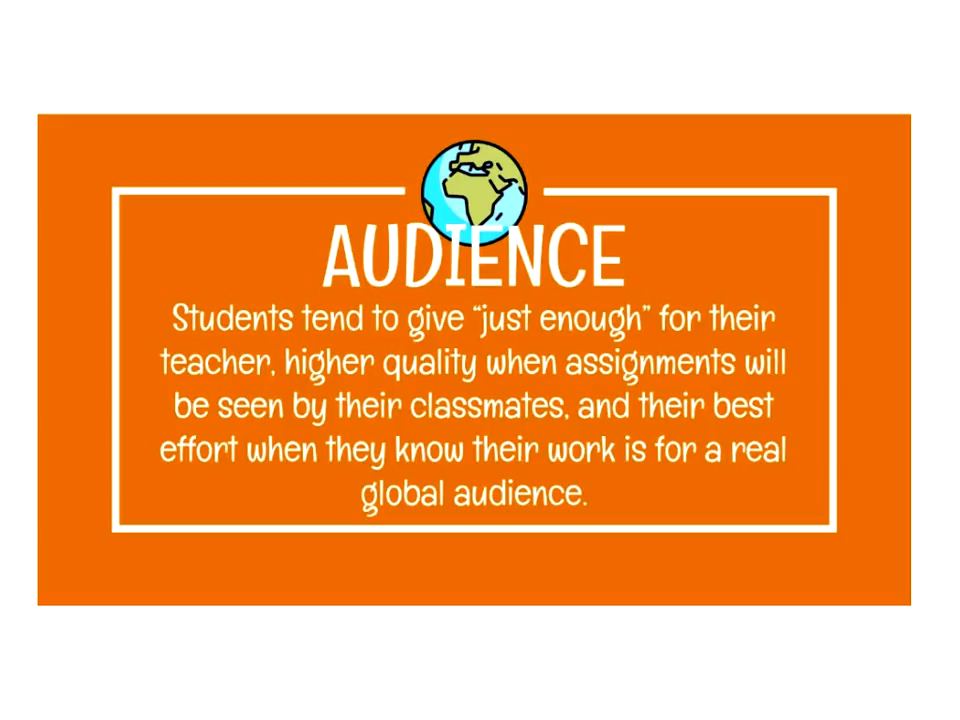 AUDIENCE
Students tend to give “just enough” for their
teacher, higher quality when assignments will
be seen by their classmates, and their best
effort when they know their work is for a real
global audience.